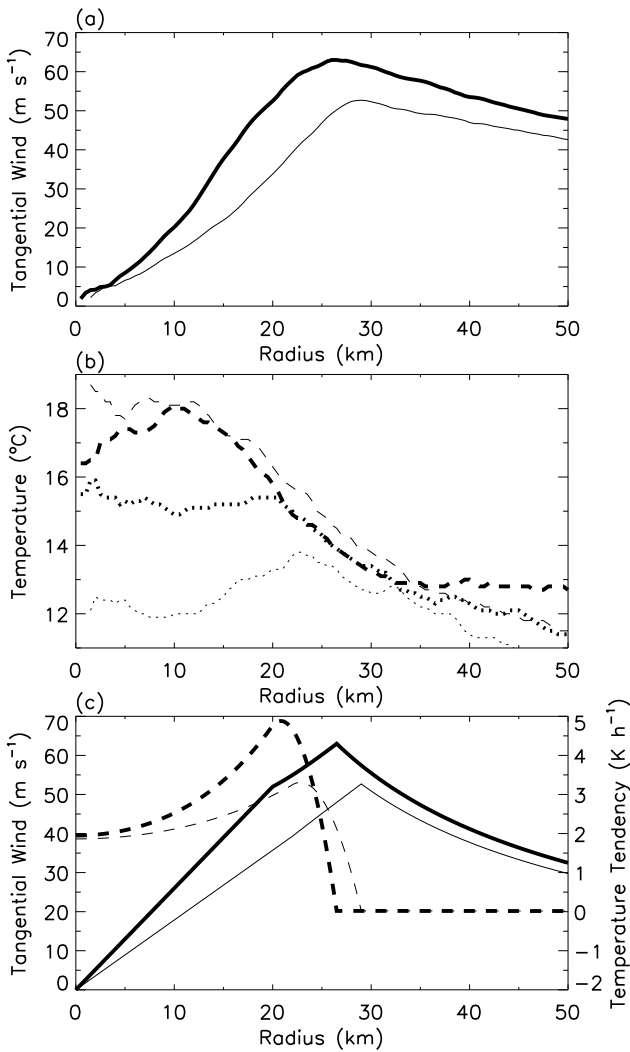 (a)
70
60
50
40
30
20
10
0
Tangential Wind (m s⁻¹)
0 10 20 30 40 50
Radius (km)
(b)
18
16
14
12
Temperature (°C)
0 10 20 30 40 50
Radius (km)
(c)
70
60
50
40
30
20
10
0
Tangential Wind (m s⁻¹)
5
4
3
2
1
0
−1
−2
Temperature Tendency (K h⁻¹)
0 10 20 30 40 50
Radius (km)